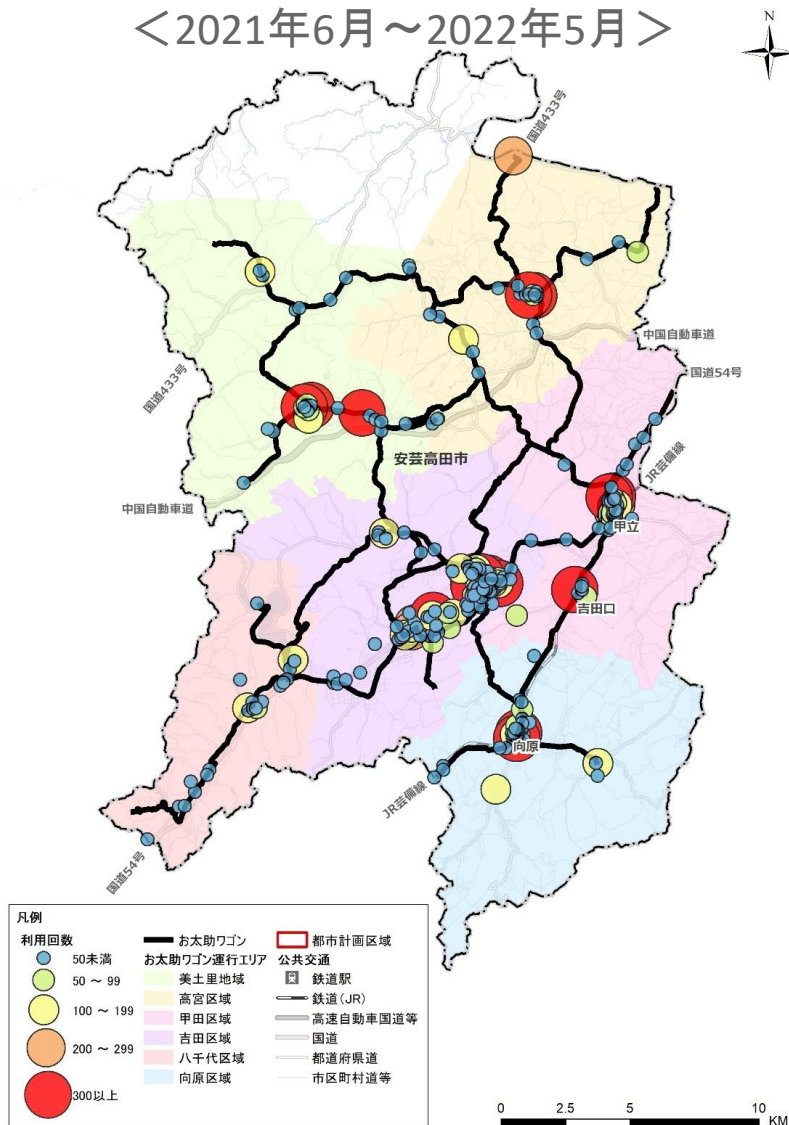 ＜2021年6月～2022年5月＞
N
国道433号
中国自動車道
国道54号
国道433号
JR芸備線
安芸高田市
中国自動車道
甲立
吉田口
向原
JR芸備線
国道54号
凡例
利用回数
50未満
50 ～ 99
100 ～ 199
200 ～ 299
300以上
お太助ワゴン
お太助ワゴン運行エリア
美土里地域
高宮区域
甲田区域
吉田区域
八千代区域
向原区域
都市計画区域
公共交通
鉄道駅
鉄道（JR）
高速自動車国道等
国道
都道府県道
市区町村道等
0 2.5 5 10
KM